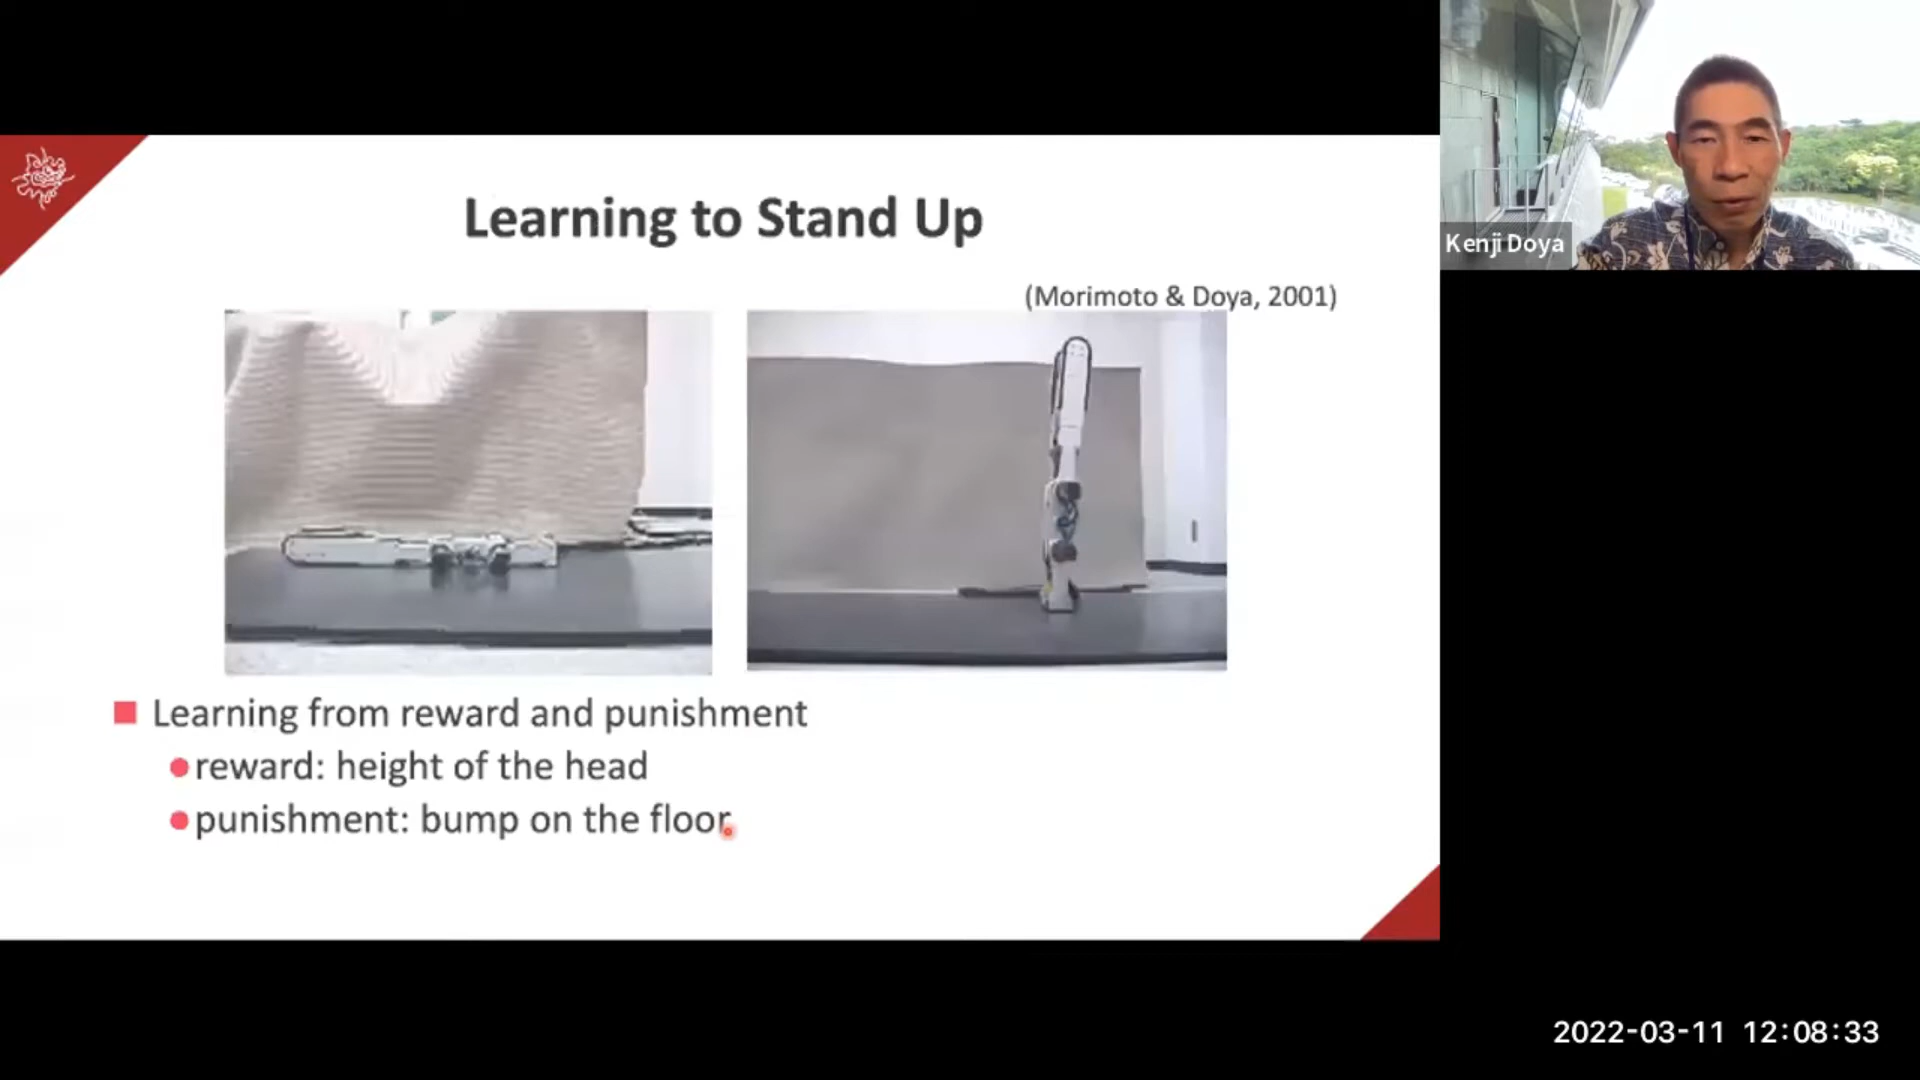 Learning to Stand Up
(Morimoto & Doya, 2001)
Learning from reward and punishment
reward: height of the head
punishment: bump on the floor
Kenji Doya
2022-03-11 12:08:33